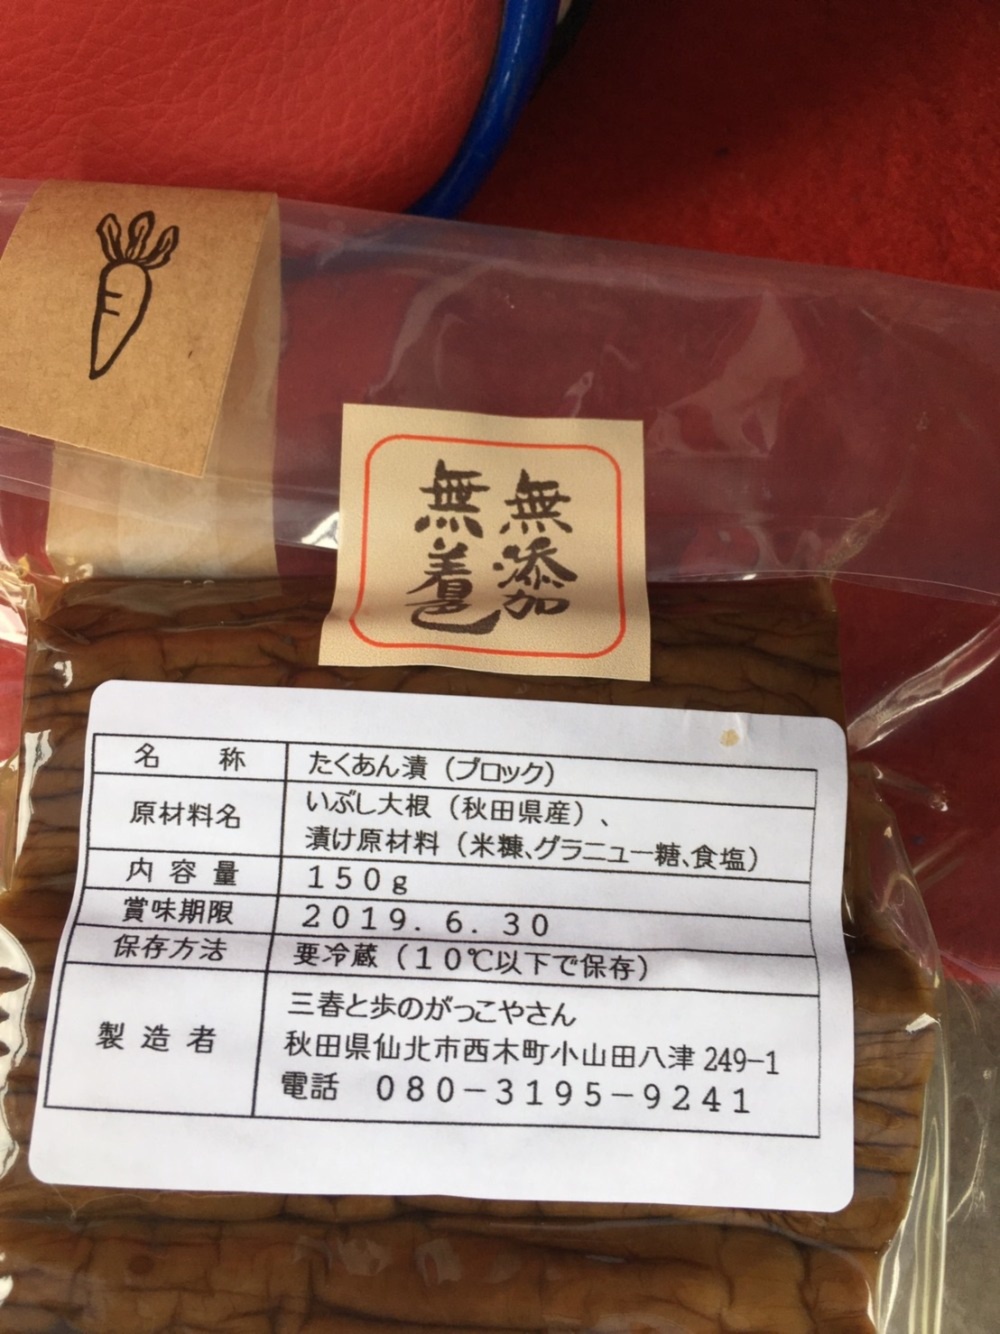 無添加
無着色
名 称 たくあん漬（ブロック）
原材料名 いぶし大根（秋田県産）、
漬け原材料（米糠、グラニュー糖、食塩）
内容量 150g
賞味期限 2019.6.30
保存方法 要冷蔵（10℃以下で保存）
製造者 三春と歩のがっこやさん
秋田県仙北市西木町小山田八津249-1
電話 080-3195-9241